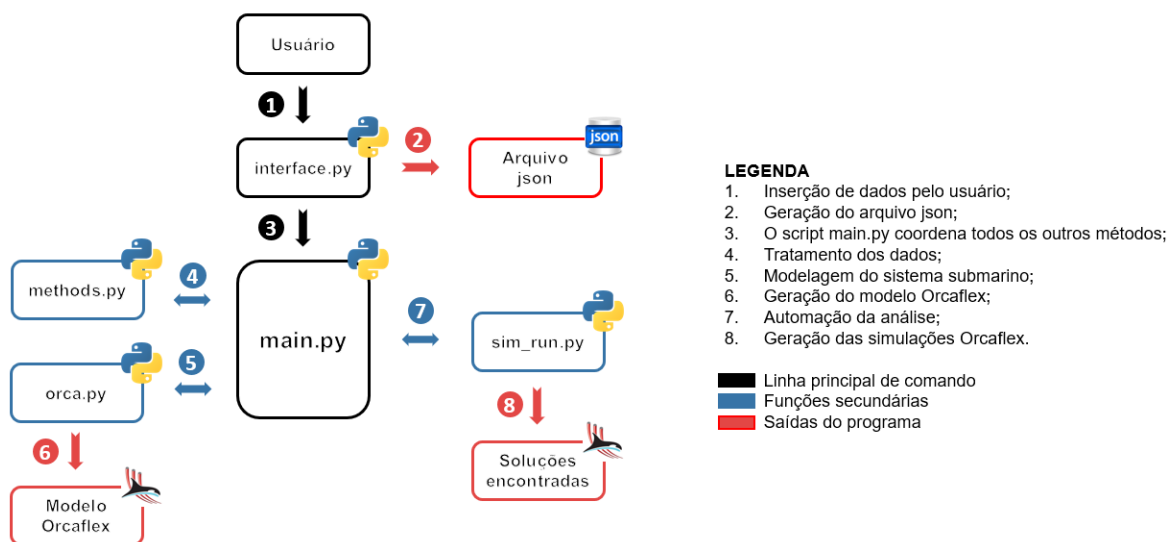 Usuário
1
interface.py
2
json
Arquivo
json
3
main.py
methods.py
4
orca.py
5
6
Modelo
Orcaflex
7
sim_run.py
8
Soluções
encontradas
LEGENDA
1. Inserção de dados pelo usuário;
2. Geração do arquivo json;
3. O script main.py coordena todos os outros métodos;
4. Tratamento dos dados;
5. Modelagem do sistema submarino;
6. Geração do modelo Orcaflex;
7. Automação da análise;
8. Geração das simulações Orcaflex.
Linha principal de comando
Funções secundárias
Saídas do programa